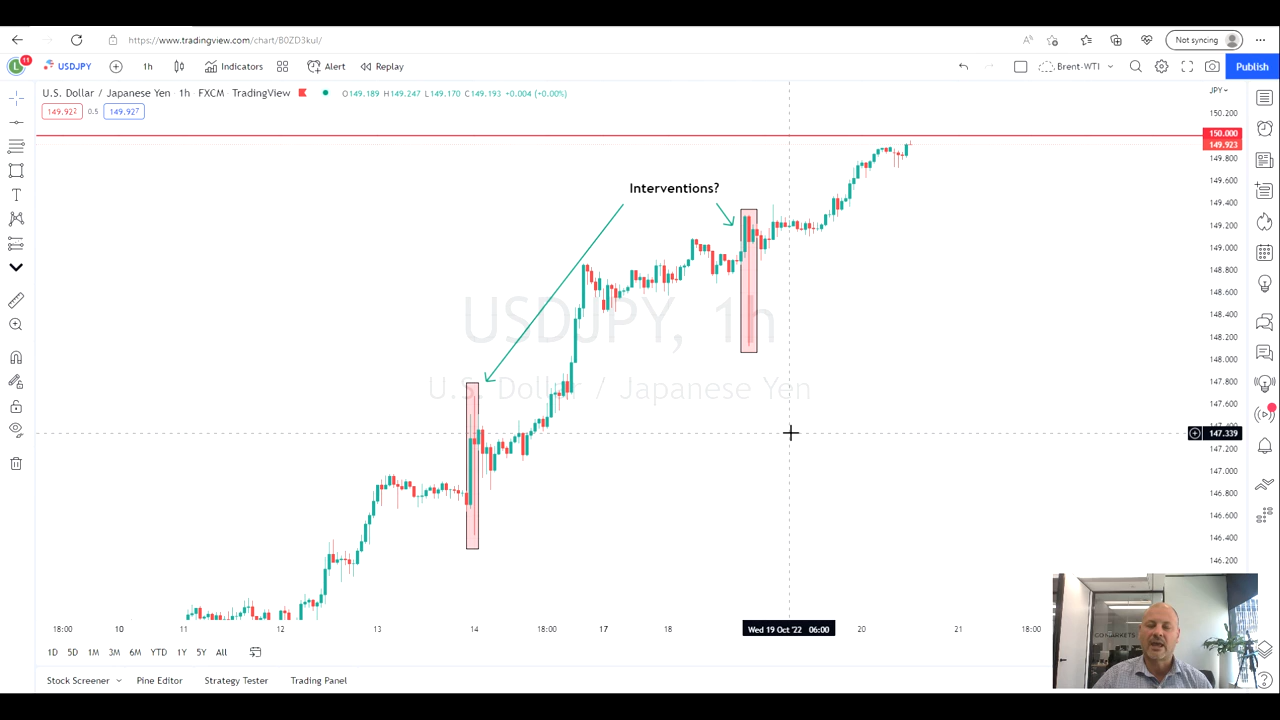 https://www.tradingview.com/chart/B0ZD3kul/
Not syncing
11
USDJPY
1h
Indicators
Alert
Replay
Brent-WTI
Publish
U.S. Dollar / Japanese Yen · 1h · FXCM · TradingView
O149.189 H149.247 L149.170 C149.193 +0.004 (+0.00%)
JPY
149.922
0.5
149.927
150.200
150.000
149.923
149.800
149.600
149.400
149.200
149.000
148.800
148.600
148.400
148.200
148.000
147.800
147.600
147.339
147.200
147.000
146.800
146.600
146.400
146.200
Interventions?
USDJPY, 1h
U.S. Dollar / Japanese Yen
18:00
10
11
12
13
14
18:00
17
18
Wed 19 Oct '22 06:00
20
21
18:00
1D
5D
1M
3M
6M
YTD
1Y
5Y
All
Stock Screener
Pine Editor
Strategy Tester
Trading Panel